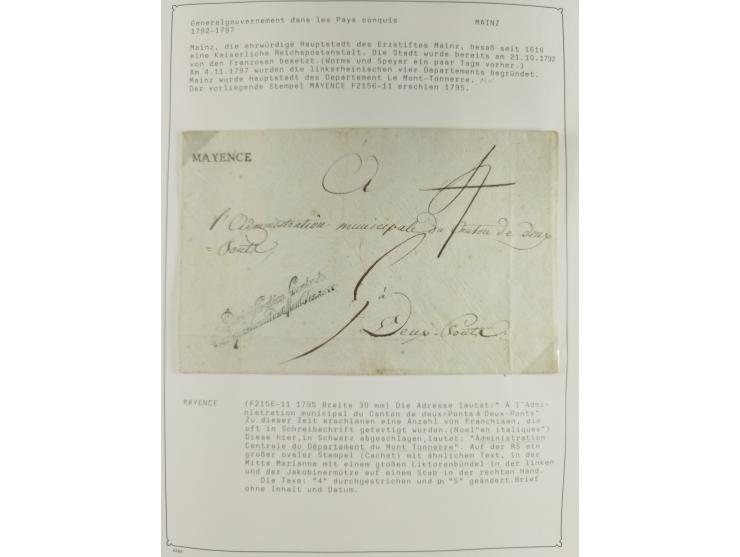 Generalgouvernement dans les Pays conquis MAINZ
1792-1797
Mainz, die ehrwürdige Hauptstadt des Erzstiftes Mainz, besaß seit 1616
eine Kaiserliche Reichspostanstalt. Die Stadt wurde bereits am 21.10.1792
von den Franzosen besetzt.(Worms und Speyer ein paar Tage vorher.)
Am 4.11.1797 wurden die linksrheinischen vier Departements begründet.
Mainz wurde Hauptstadt des Departement Le Mont-Tonnerre.
Der vorliegende Stempel MAYENCE F2156-11 erschien 1795.
MAYENCE
A 4
l'Administration municipale du Canton de deux
=Ponts
5 à
Deux-Ponts
MAYENCE (F2156-11 1795 Breite 30 mm) Die Adresse lautet:" A l'Admi-
nistration municipal du Canton de deux=Ponts à Deux-Ponts"
Zu dieser Zeit erschienen eine Anzahl von Franchisen, die
oft in Schreibschrift gefertigt wurden.(Noel"en italiques")
Diese hier,in Schwarz abgeschlagen,lautet: "Administration
Centrale du Département du Mont Tonnerre". Auf der RS ein
großer ovaler Stempel (Cachet) mit ähnlichen Text, in der
Mitte Marianne mit einem großen Liktorenbündel in der linken
und der Jakobinermütze auf einem Stab in der rechten Hand.
Die Taxe: "4" durchgestrichen und in "5" geändert.Brief
ohne Inhalt und Datum.